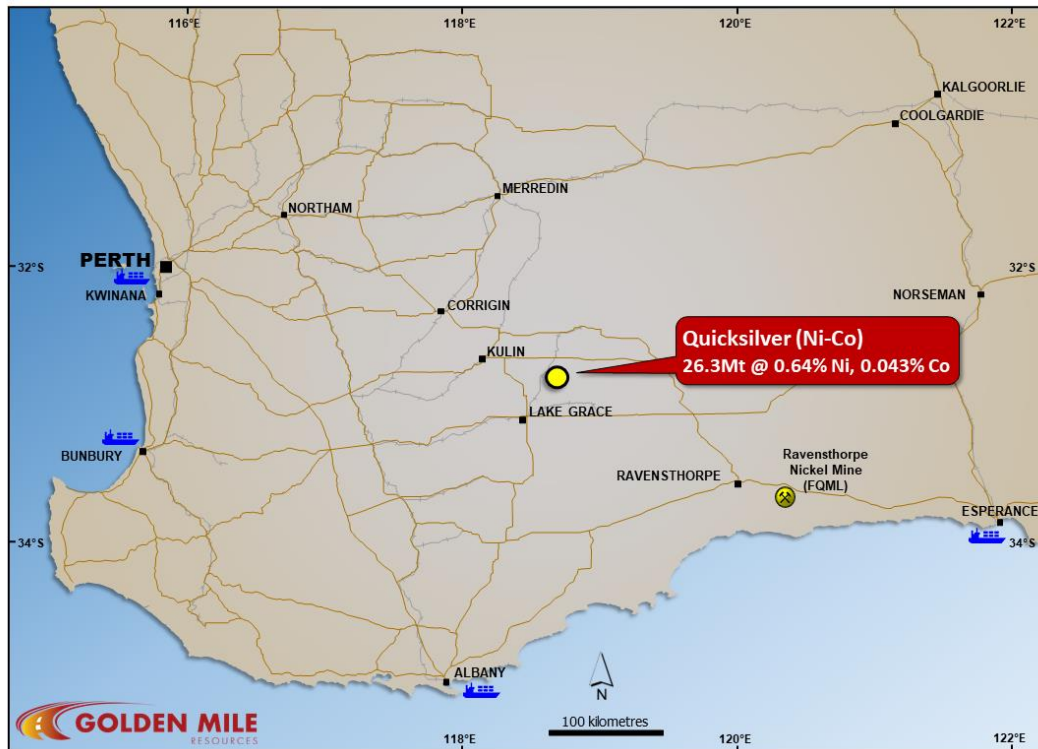 116°E
118°E
120°E
122°E
KALGOORLIE
COOLGARDIE
MERREDIN
NORTHAM
PERTH
32°S
32°S
KWINANA
NORSEMAN
CORRIGIN
Quicksilver (Ni-Co)
26.3Mt @ 0.64% Ni, 0.043% Co
KULIN
LAKE GRACE
BUNBURY
Ravensthorpe
Nickel Mine
(FQML)
RAVENSTHORPE
ESPERANCE
34°S
34°S
ALBANY
N
100 kilometres
GOLDEN MILE
RESOURCES
118°E
120°E
122°E